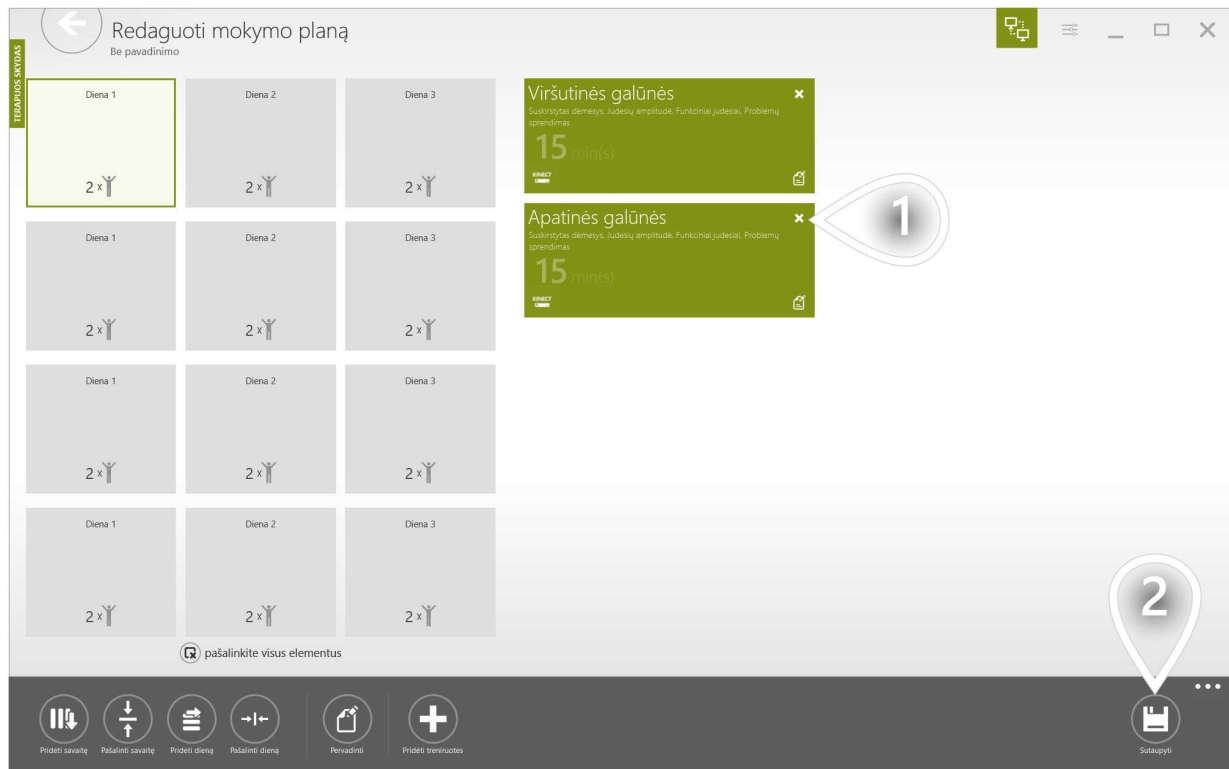 Redaguoti mokymo planą
Be pavadinimo
TERAPIJOS SKYDAS
Diena 1
2 x
Diena 2
2 x
Diena 3
2 x
Diena 1
2 x
Diena 2
2 x
Diena 3
2 x
Diena 1
2 x
Diena 2
2 x
Diena 3
2 x
Diena 1
2 x
Diena 2
2 x
Diena 3
2 x
pašalinkite visus elementus
Viršutinės galūnės
Suskirstytas dėmesys, Judesių amplitudė, Funkciniai judesiai, Problemų
sprendimas
15 min(s)
KINECT
Apatinės galūnės
Suskirstytas dėmesys, Judesių amplitudė, Funkciniai judesiai, Problemų
sprendimas
15 min(s)
KINECT
1
2
Pridėti savaitę
Pašalinti savaitę
Pridėti dieną
Pašalinti dieną
Pervadinti
Pridėti treniruotes
Sutaupyti